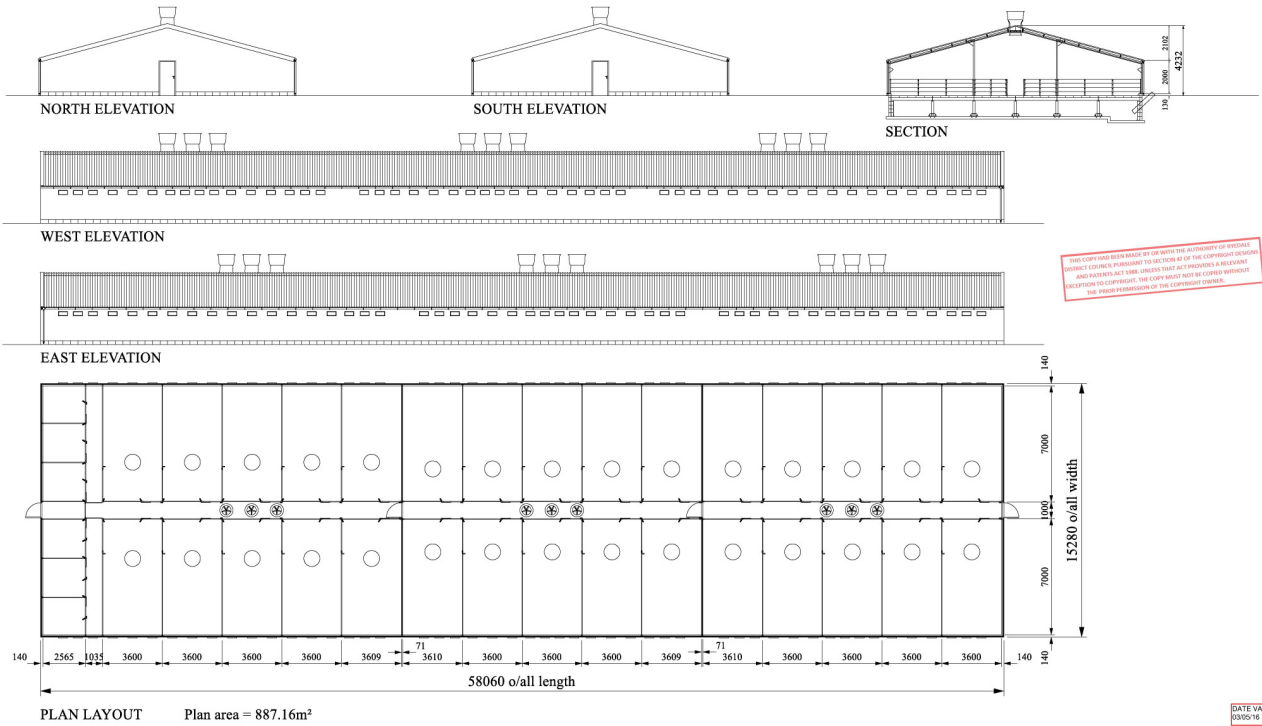 2102
4232
2000
130
NORTH ELEVATION
SOUTH ELEVATION
SECTION
WEST ELEVATION
THIS COPY HAD BEEN MADE BY OR WITH THE AUTHORITY OF RYEDALE
DISTRICT COUNCIL PURSUANT TO SECTION 47 OF THE COPYRIGHT DESIGNS
AND PATENTS ACT 1988. UNLESS THAT ACT PROVIDES A RELEVANT
EXCEPTION TO COPYRIGHT. THE COPY MUST NOT BE COPIED WITHOUT
THE PRIOR PERMISSION OF THE COPYRIGHT OWNER.
EAST ELEVATION
140
7000
1000
15280 o/all width
7000
140
71
71
140 2565 1035 3600 3600 3600 3600 3609 3610 3600 3600 3600 3609 3610 3600 3600 3600 3600 140
58060 o/all length
PLAN LAYOUT Plan area = 887.16m²
DATE VA
03/05/16